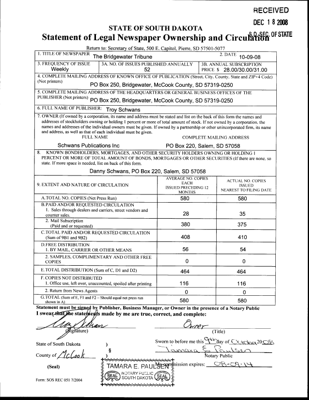 RECEIVED
DEC 18 2008
S.D. SEC. OF STATE
STATE OF SOUTH DAKOTA
Statement of Legal Newspaper Ownership and Circulation
Return to: Secretary of State, 500 E. Capitol, Pierre, SD 57501-5077
1. TITLE OF NEWSPAPER The Bridgewater Tribune
2. DATE 10-09-08
3. FREQUENCY OF ISSUE Weekly
3A. NO. OF ISSUES PUBLISHED ANNUALLY 52
3B. ANNUAL SUBSCRIPTION PRICE $ 28.00/30.00/31.00
4. COMPLETE MAILING ADDRESS OF KNOWN OFFICE OF PUBLICATION (Street, City, County, State and ZIP+4 Code)
(Not printers)
PO Box 250, Bridgewater, McCook County, SD 57319-0250
5. COMPLETE MAILING ADDRESS OF THE HEADQUARTERS OR GENERAL BUSINESS OFFICES OF THE
PUBLISHER (Not printer)
PO Box 250, Bridgewater, McCook County, SD 57319-0250
6. FULL NAME OF PUBLISHER: Troy Schwans
7. OWNER (If owned by a corporation, its name and address must be stated and list on the back of this form the names and
addresses of stockholders owning or holding 1 percent or more of total amount of stock. If not owned by a corporation, the
names and addresses of the individual owners must be given. If owned by a partnership or other unincorporated firm, its name
and address, as well as that of each individual must be given.
FULL NAME
COMPLETE MAILING ADDRESS
Schwans Publications Inc
PO Box 220, Salem, SD 57058
8. KNOWN BONDHOLDERS, MORTGAGES, AND OTHER SECURITY HOLDERS OWNING OR HOLDING 1
PERCENT OR MORE OF TOTAL AMOUNT OF BONDS, MORTGAGES OR OTHER SECURITIES (If there are none, so
state. If more space is needed, list on back of this form.
Danny Schwans, PO Box 220, Salem, SD 57058
9. EXTENT AND NATURE OF CIRCULATION
AVERAGE NO. COPIES EACH ISSUED PRECEDING 12 MONTHS
ACTUAL NO. COPIES ISSUED NEAREST TO FILING DATE
A. TOTAL NO. COPIES (Net Press Run) 580 580
B. PAID AND/OR REQUESTED CIRCULATION
1. Sales through dealers and carriers, street vendors and
counter sales. 28 35
2. Mail Subscription
(Paid and or requested) 380 375
C. TOTAL PAID AND/OR REQUESTED CIRCULATION
(Sum of 9B1 and 9B2) 408 410
D. FREE DISTRIBUTION
1. BY MAIL, CARRIER OR OTHER MEANS 56 54
2. SAMPLES, COMPLIMENTARY AND OTHER FREE
COPIES 0 0
E. TOTAL DISTRIBUTION (Sum of C, D1 and D2) 464 464
F. COPIES NOT DISTRIBUTED
1. Office use, left over, unaccounted, spoiled after printing 116 116
2. Return from News Agents 0 0
G. TOTAL (Sum of E, F1 and F2 - Should equal net press run
shown in A) 580 580
Statement must be signed by Publisher, Business Manager, or Owner in the presence of a Notary Public
I swear that the statements made by me are true, correct, and complete:
Owner
(Signature)
(Title)
State of South Dakota )
Sworn to before me this 9th day of October 2008
County of McCook )
Tamara S. Paulsen
Notary Public
(Seal)
TAMARA E. PAULSEN
NOTARY PUBLIC
SEAL SOUTH DAKOTA SEAL
Form: SOS REC 051 7/2004